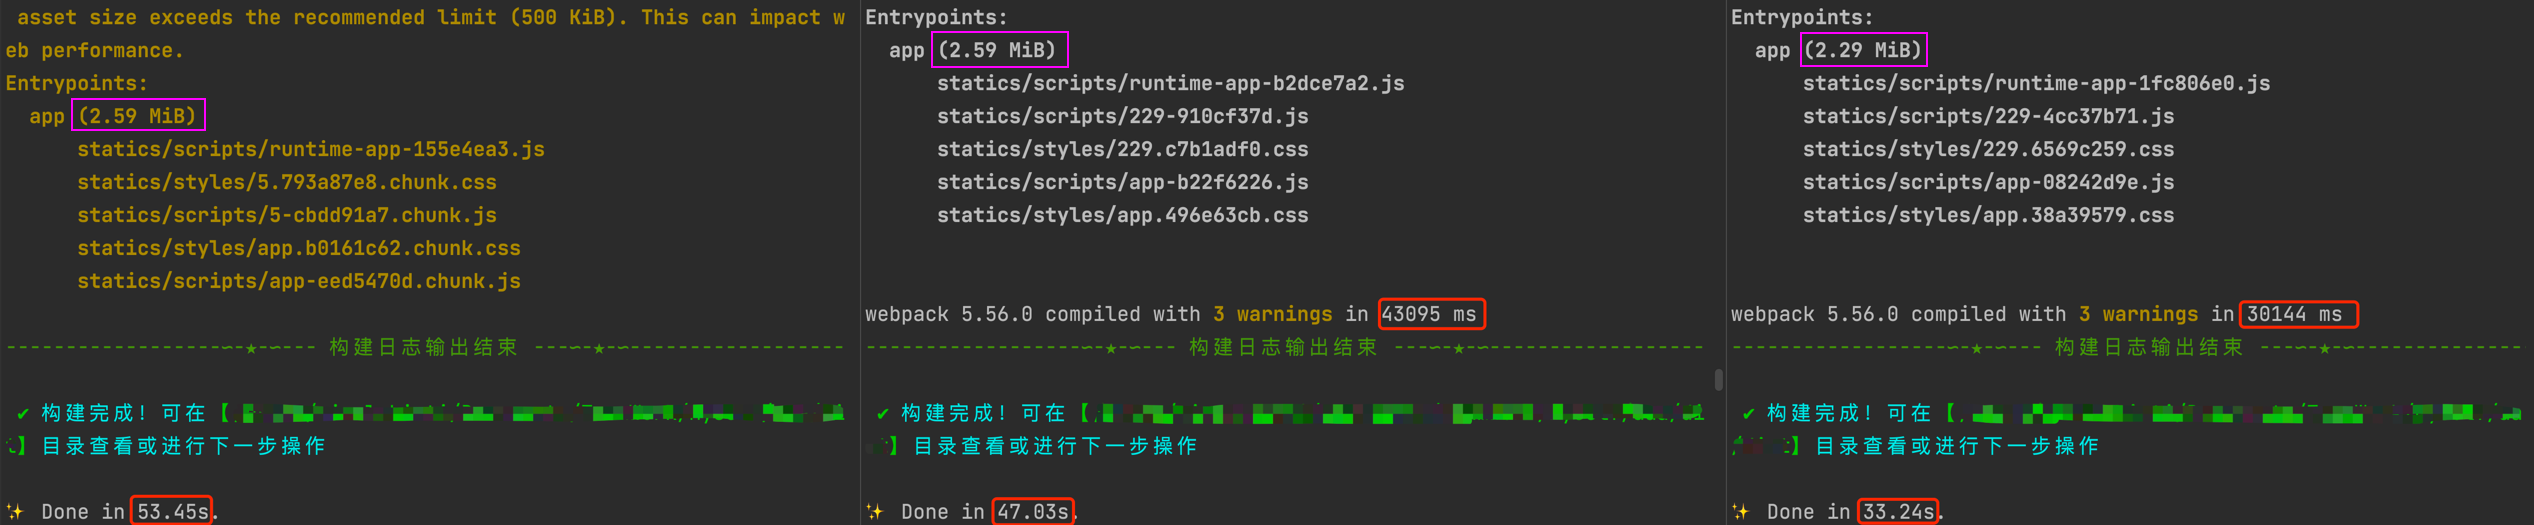 asset size exceeds the recommended limit (500 KiB). This can impact w
eb performance.
Entrypoints:
app (2.59 MiB)
statics/scripts/runtime-app-155e4ea3.js
statics/styles/5.793a87e8.chunk.css
statics/scripts/5-cbdd91a7.chunk.js
statics/styles/app.b0161c62.chunk.css
statics/scripts/app-eed5470d.chunk.js
------------------~-★-~---- 构建日志输出结束 ----~-★-~---------------------
✔ 构建完成! 可在【
】目录查看或进行下一步操作
✨ Done in 53.45s.
Entrypoints:
app (2.59 MiB)
statics/scripts/runtime-app-b2dce7a2.js
statics/scripts/229-910cf37d.js
statics/styles/229.c7b1adf0.css
statics/scripts/app-b22f6226.js
statics/styles/app.496e63cb.css
webpack 5.56.0 compiled with 3 warnings in 43095 ms
------------------~-★-~---- 构建日志输出结束 ----~-★-~------------------
✔ 构建完成! 可在【
】目录查看或进行下一步操作
✨ Done in 47.03s.
Entrypoints:
app (2.29 MiB)
statics/scripts/runtime-app-1fc806e0.js
statics/scripts/229-4cc37b71.js
statics/styles/229.6569c259.css
statics/scripts/app-08242d9e.js
statics/styles/app.38a39579.css
webpack 5.56.0 compiled with 3 warnings in 30144 ms
------------------~-★-~---- 构建日志输出结束 ----~-★-~----------------
✔ 构建完成! 可在【
】目录查看或进行下一步操作
✨ Done in 33.24s.